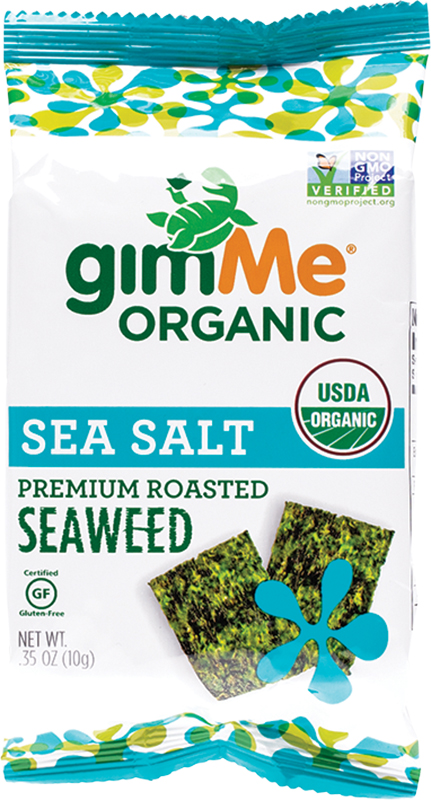 NON
GMO
Project
VERIFIED
nongmoproject.org
gimMe®
ORGANIC
USDA
ORGANIC
SEA SALT
PREMIUM ROASTED
SEAWEED
Certified
GF
Gluten-Free
NET WT.
.35 OZ (10g)